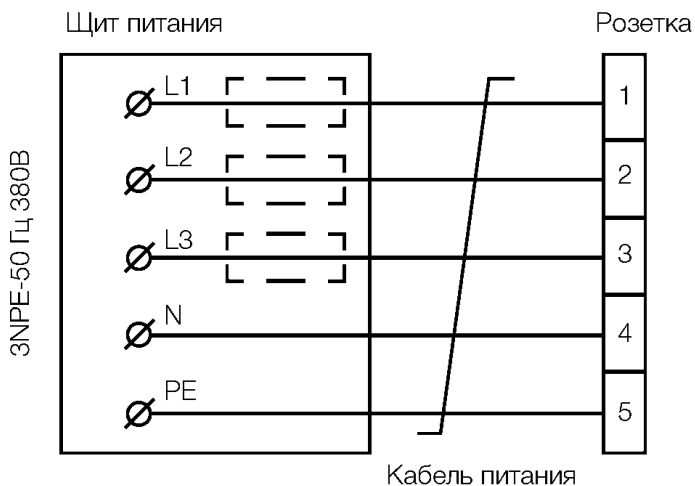 Щит питания
Розетка
3NPE-50 Гц 380В
L1
1
L2
2
L3
3
N
4
PE
5
Кабель питания